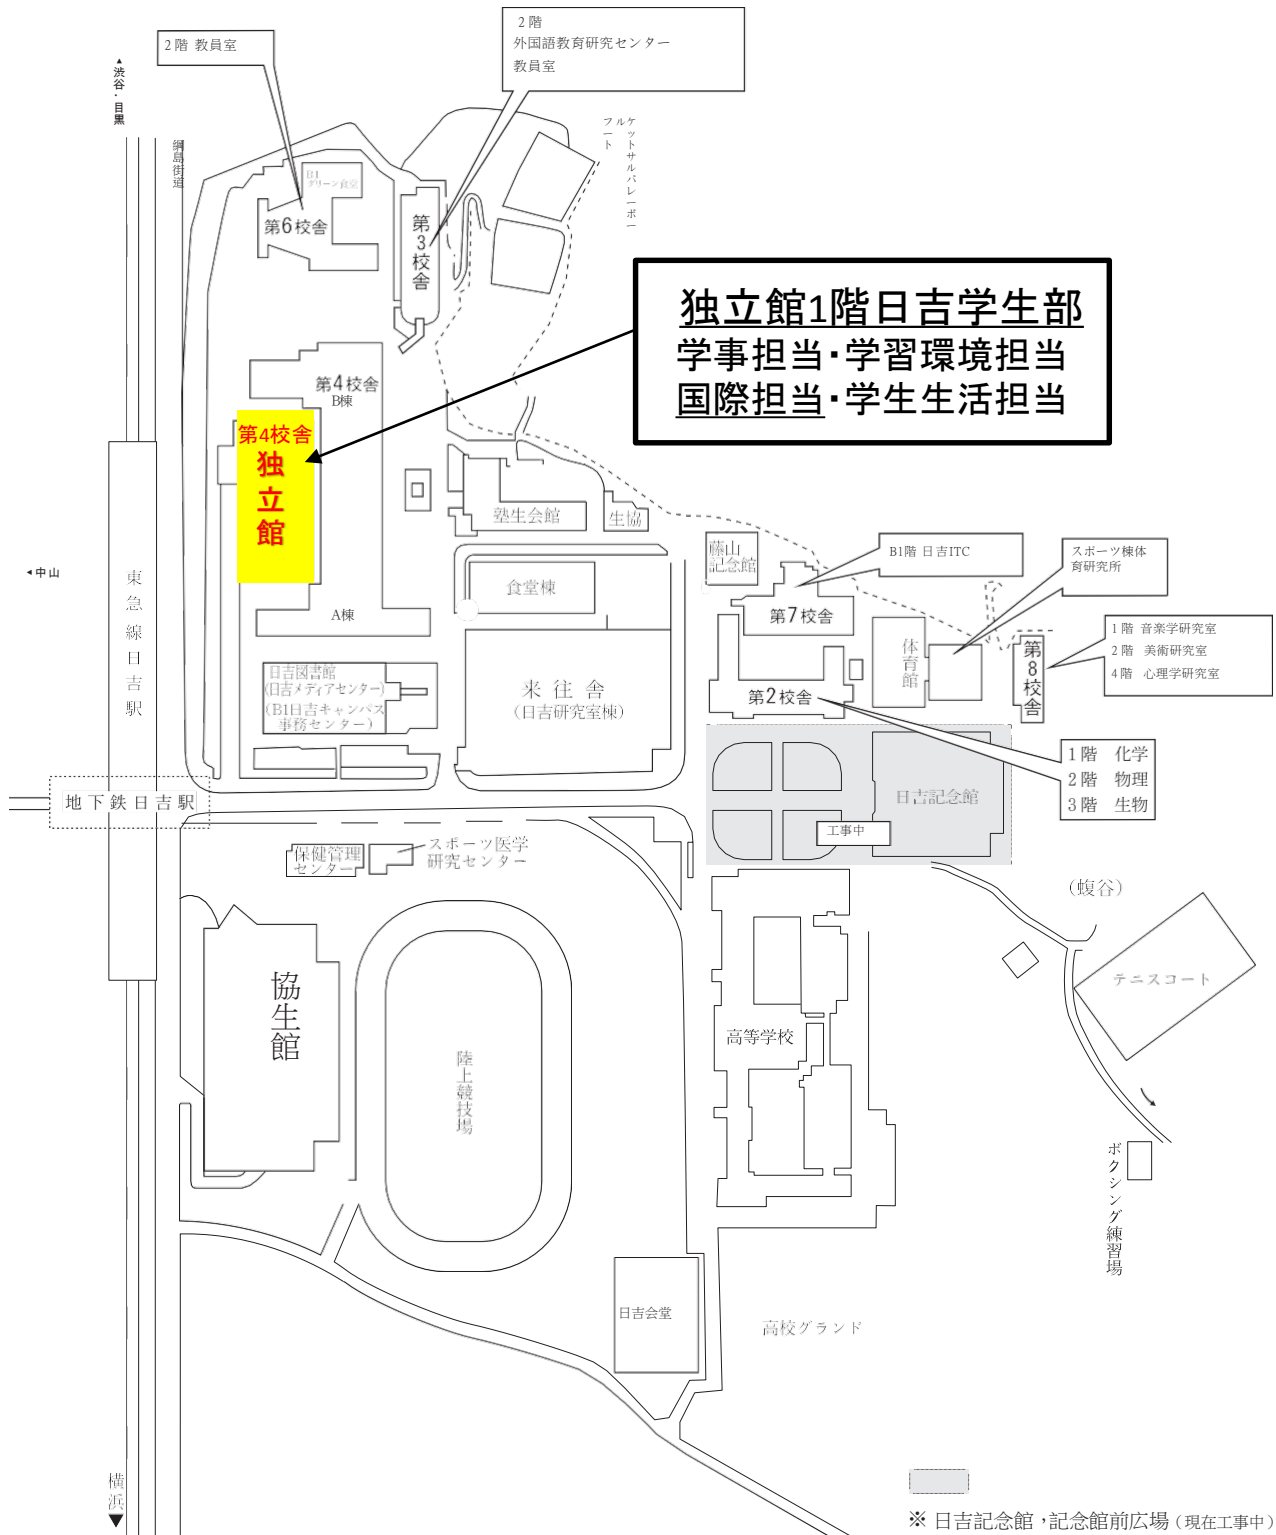 2階 教員室
2階
外国語教育研究センター
教員室
▲渋谷・目黒
綱島街道
フットサル
バレーボール
コート
B1
グリーン食堂
第6校舎
第3校舎
独立館1階日吉学生部
学事担当・学習環境担当
国際担当・学生生活担当
第4校舎
B棟
第4校舎
独立館
塾生会館
生協
藤山
記念館
B1階 日吉ITC
スポーツ棟体
育研究所
◂中山
東急線日吉駅
食堂棟
A棟
第7校舎
体育館
第8校舎
1階 音楽学研究室
2階 美術研究室
4階 心理学研究室
日吉図書館
(日吉メディアセンター)
(B1日吉キャンパス
事務センター)
来往舎
(日吉研究室棟)
第2校舎
1階 化学
2階 物理
3階 生物
地下鉄日吉駅
日吉記念館
工事中
保健管理
センター
スポーツ医学
研究センター
(蝮谷)
テニスコート
協生館
陸上競技場
高等学校
ボクシング練習場
日吉会堂
高校グランド
横浜▼
※ 日吉記念館，記念館前広場（現在工事中）